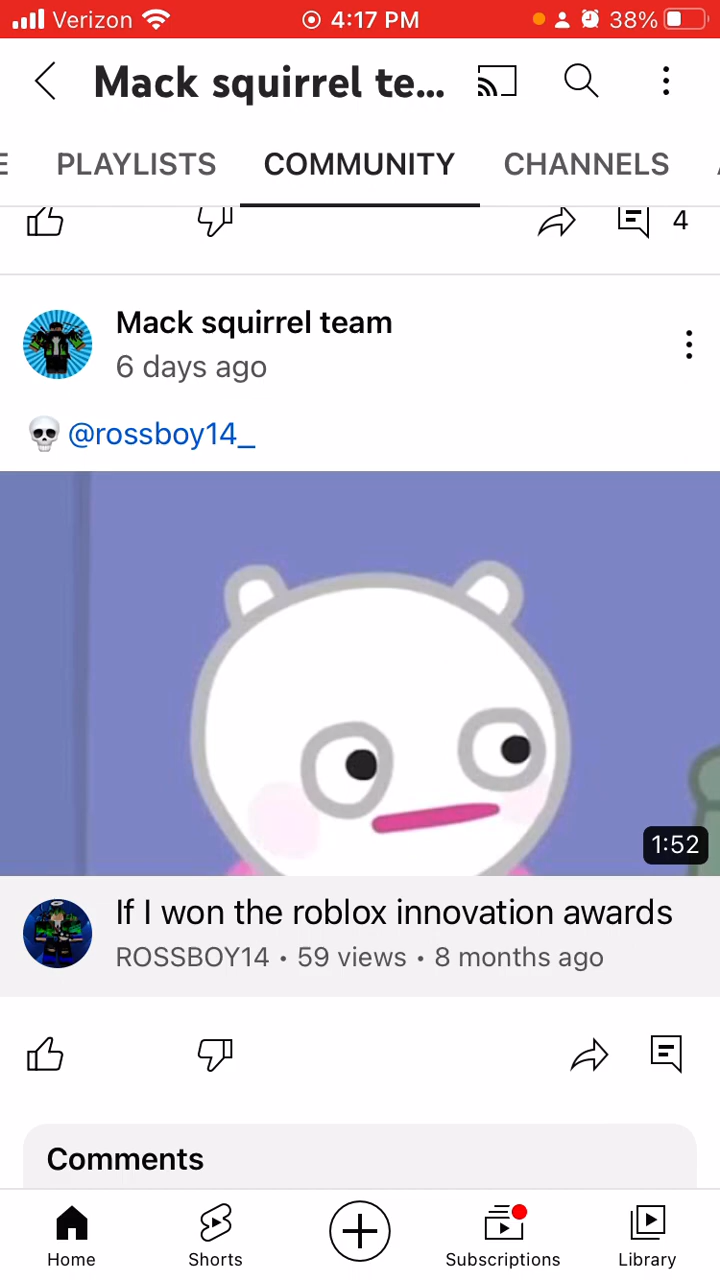 Verizon 4:17 PM 38%
Mack squirrel te...
PLAYLISTS COMMUNITY CHANNELS
4
Mack squirrel team
6 days ago
💀 @rossboy14_
1:52
If I won the roblox innovation awards
ROSSBOY14 • 59 views • 8 months ago
Comments
Home Shorts Subscriptions Library